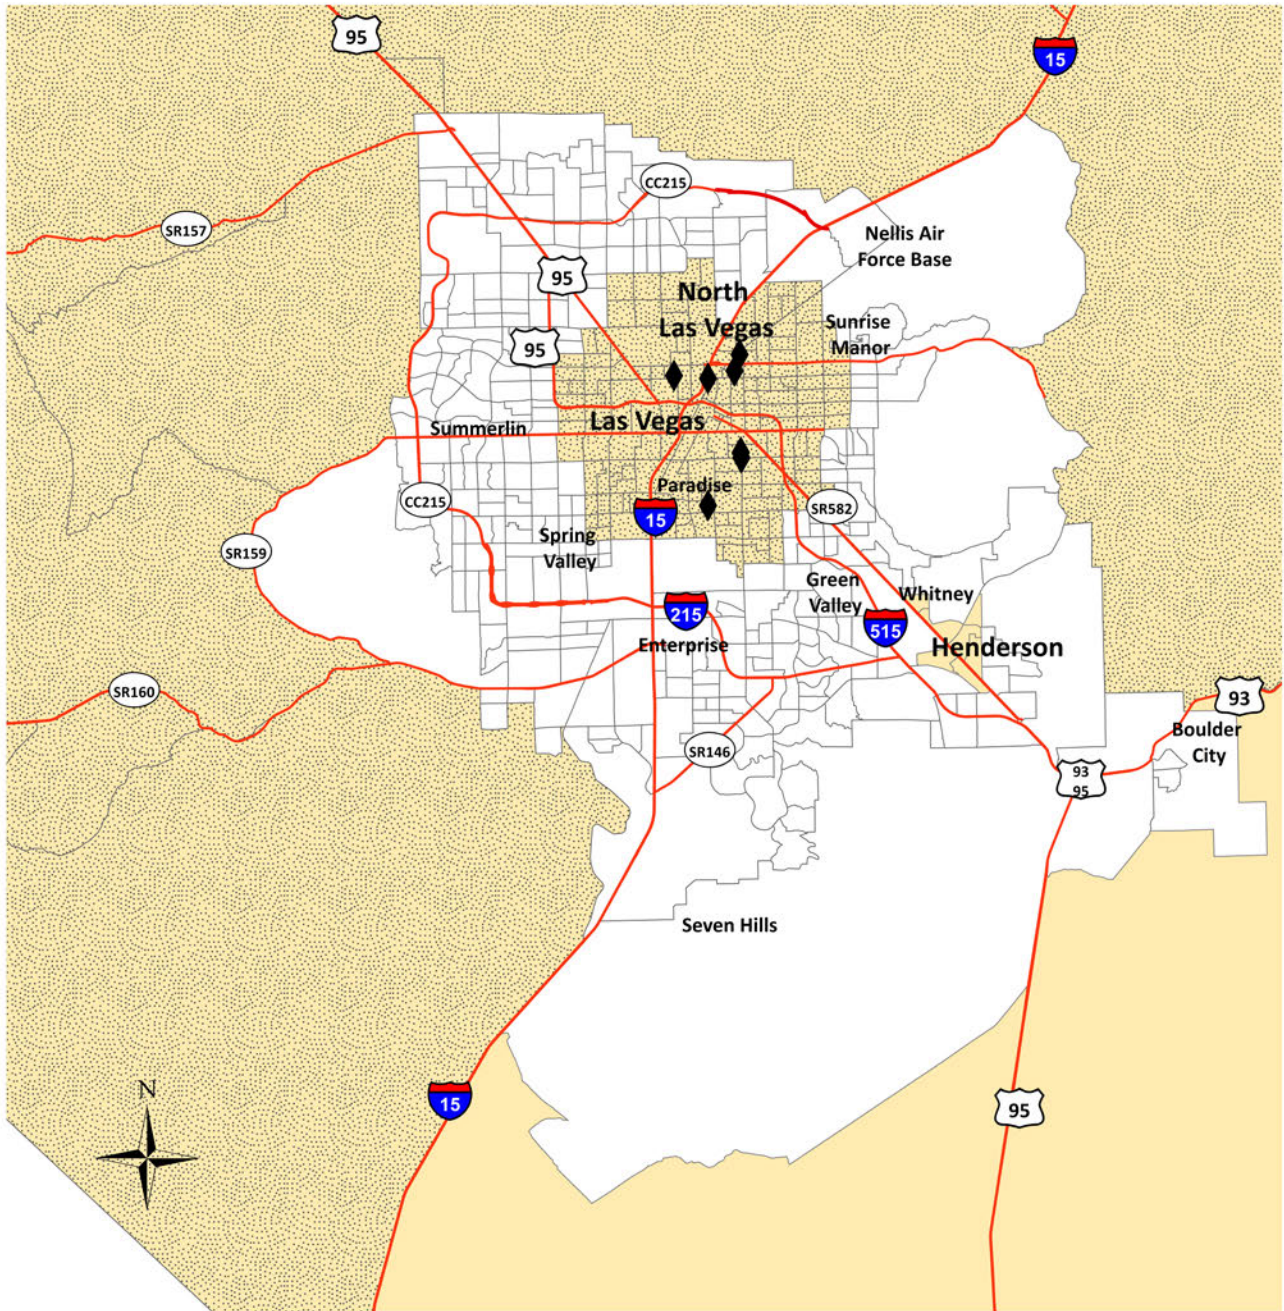 95
15
CC215
SR157
Nellis Air
Force Base
95
North
Las Vegas
Sunrise
Manor
95
Las Vegas
Summerlin
Paradise
CC215
SR582
15
Spring
Valley
SR159
Green
Valley
Whitney
215
515
Enterprise
Henderson
SR160
93
Boulder
City
SR146
93
95
Seven Hills
N
15
95